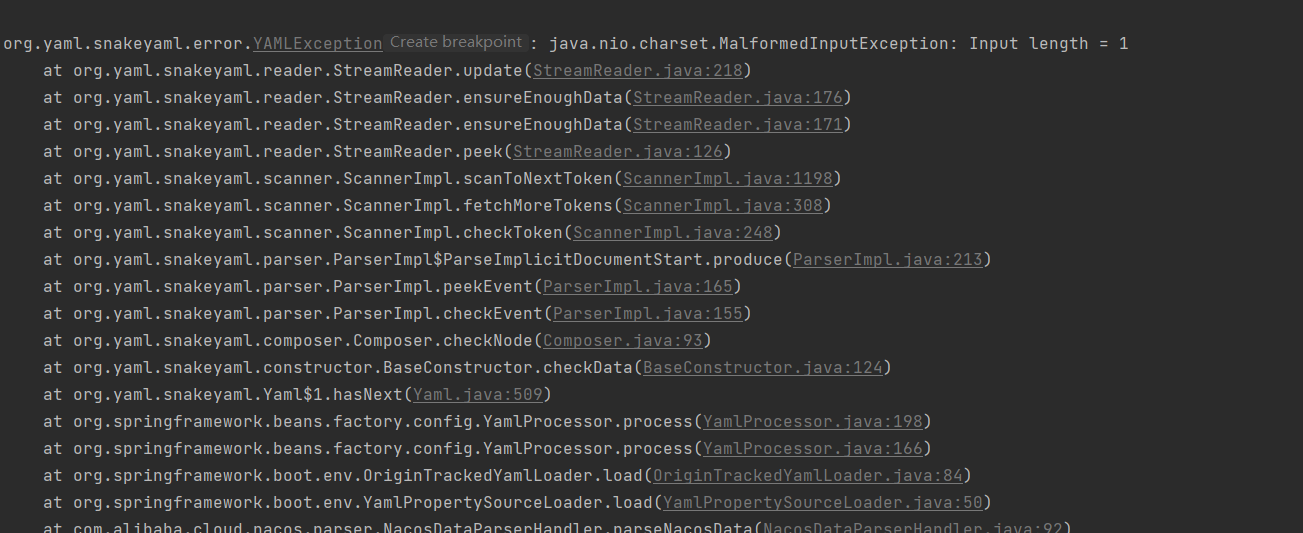 org.yaml.snakeyaml.error.YAMLException Create breakpoint : java.nio.charset.MalformedInputException: Input length = 1
at org.yaml.snakeyaml.reader.StreamReader.update(StreamReader.java:218)
at org.yaml.snakeyaml.reader.StreamReader.ensureEnoughData(StreamReader.java:176)
at org.yaml.snakeyaml.reader.StreamReader.ensureEnoughData(StreamReader.java:171)
at org.yaml.snakeyaml.reader.StreamReader.peek(StreamReader.java:126)
at org.yaml.snakeyaml.scanner.ScannerImpl.scanToNextToken(ScannerImpl.java:1198)
at org.yaml.snakeyaml.scanner.ScannerImpl.fetchMoreTokens(ScannerImpl.java:308)
at org.yaml.snakeyaml.scanner.ScannerImpl.checkToken(ScannerImpl.java:248)
at org.yaml.snakeyaml.parser.ParserImpl$ParseImplicitDocumentStart.produce(ParserImpl.java:213)
at org.yaml.snakeyaml.parser.ParserImpl.peekEvent(ParserImpl.java:165)
at org.yaml.snakeyaml.parser.ParserImpl.checkEvent(ParserImpl.java:155)
at org.yaml.snakeyaml.composer.Composer.checkNode(Composer.java:93)
at org.yaml.snakeyaml.constructor.BaseConstructor.checkData(BaseConstructor.java:124)
at org.yaml.snakeyaml.Yaml$1.hasNext(Yaml.java:509)
at org.springframework.beans.factory.config.YamlProcessor.process(YamlProcessor.java:198)
at org.springframework.beans.factory.config.YamlProcessor.process(YamlProcessor.java:166)
at org.springframework.boot.env.OriginTrackedYamlLoader.load(OriginTrackedYamlLoader.java:84)
at org.springframework.boot.env.YamlPropertySourceLoader.load(YamlPropertySourceLoader.java:50)
at com.alibaba.cloud.nacos.parser.NacosDataParserHandler.parseNacosData(NacosDataParserHandler.java:92)